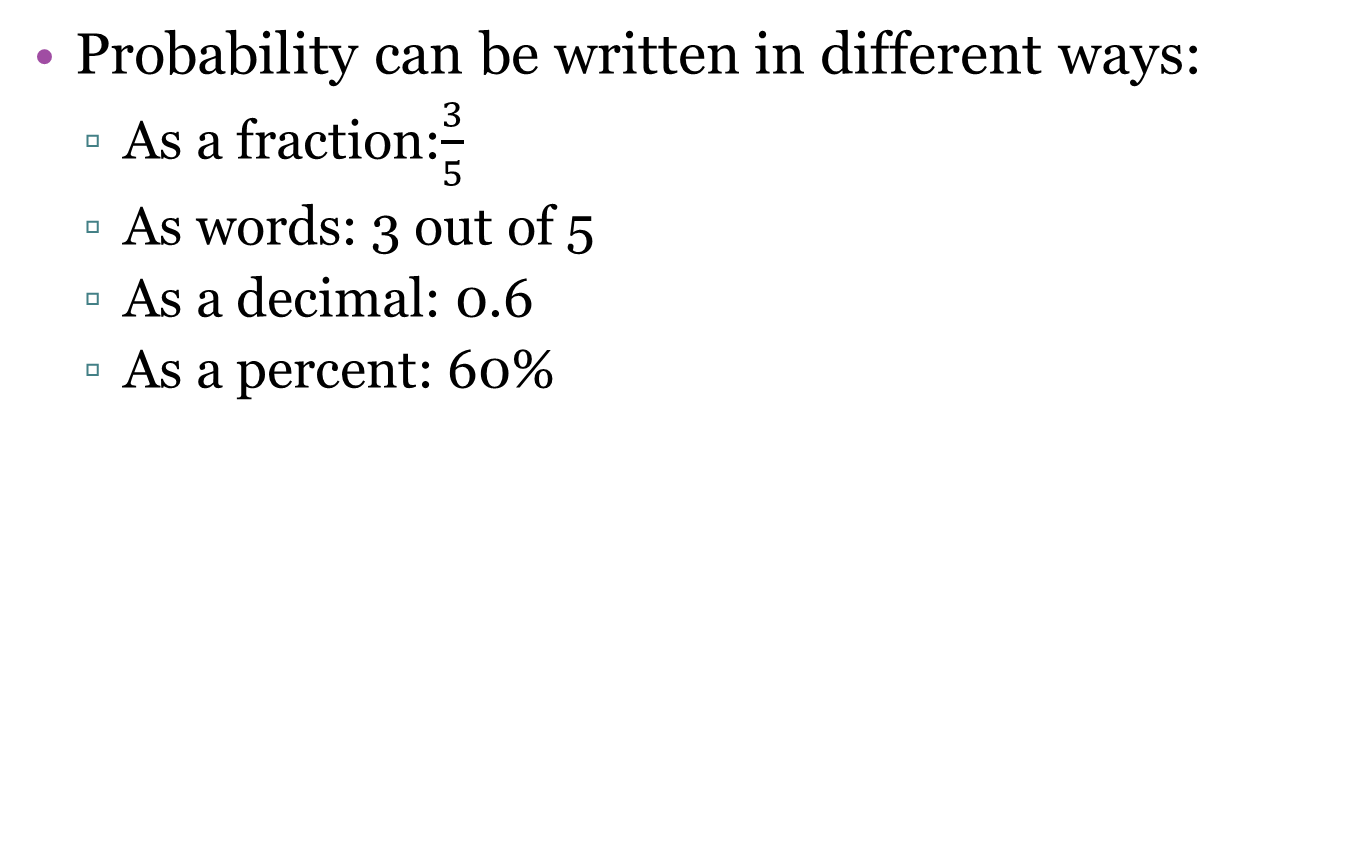 • Probability can be written in different ways:
▫ As a fraction: 3/5
▫ As words: 3 out of 5
▫ As a decimal: 0.6
▫ As a percent: 60%